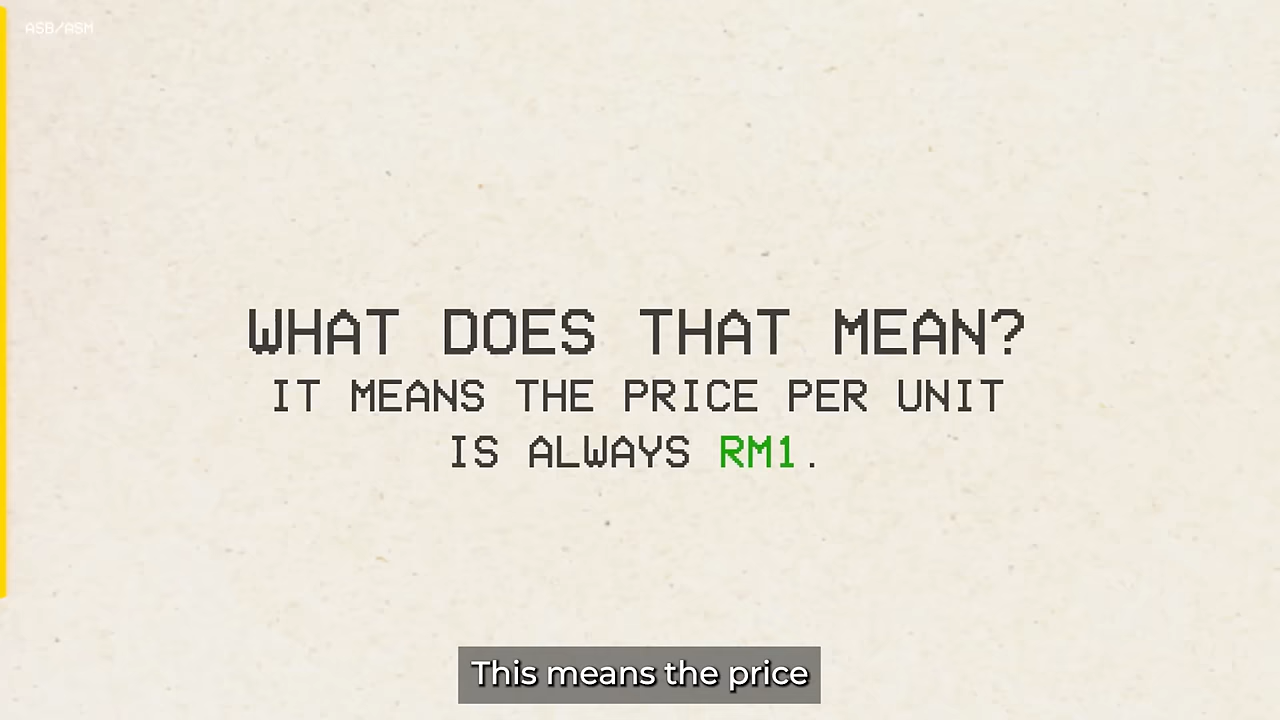 ASB/ASM
WHAT DOES THAT MEAN?
IT MEANS THE PRICE PER UNIT
IS ALWAYS RM1.
This means the price